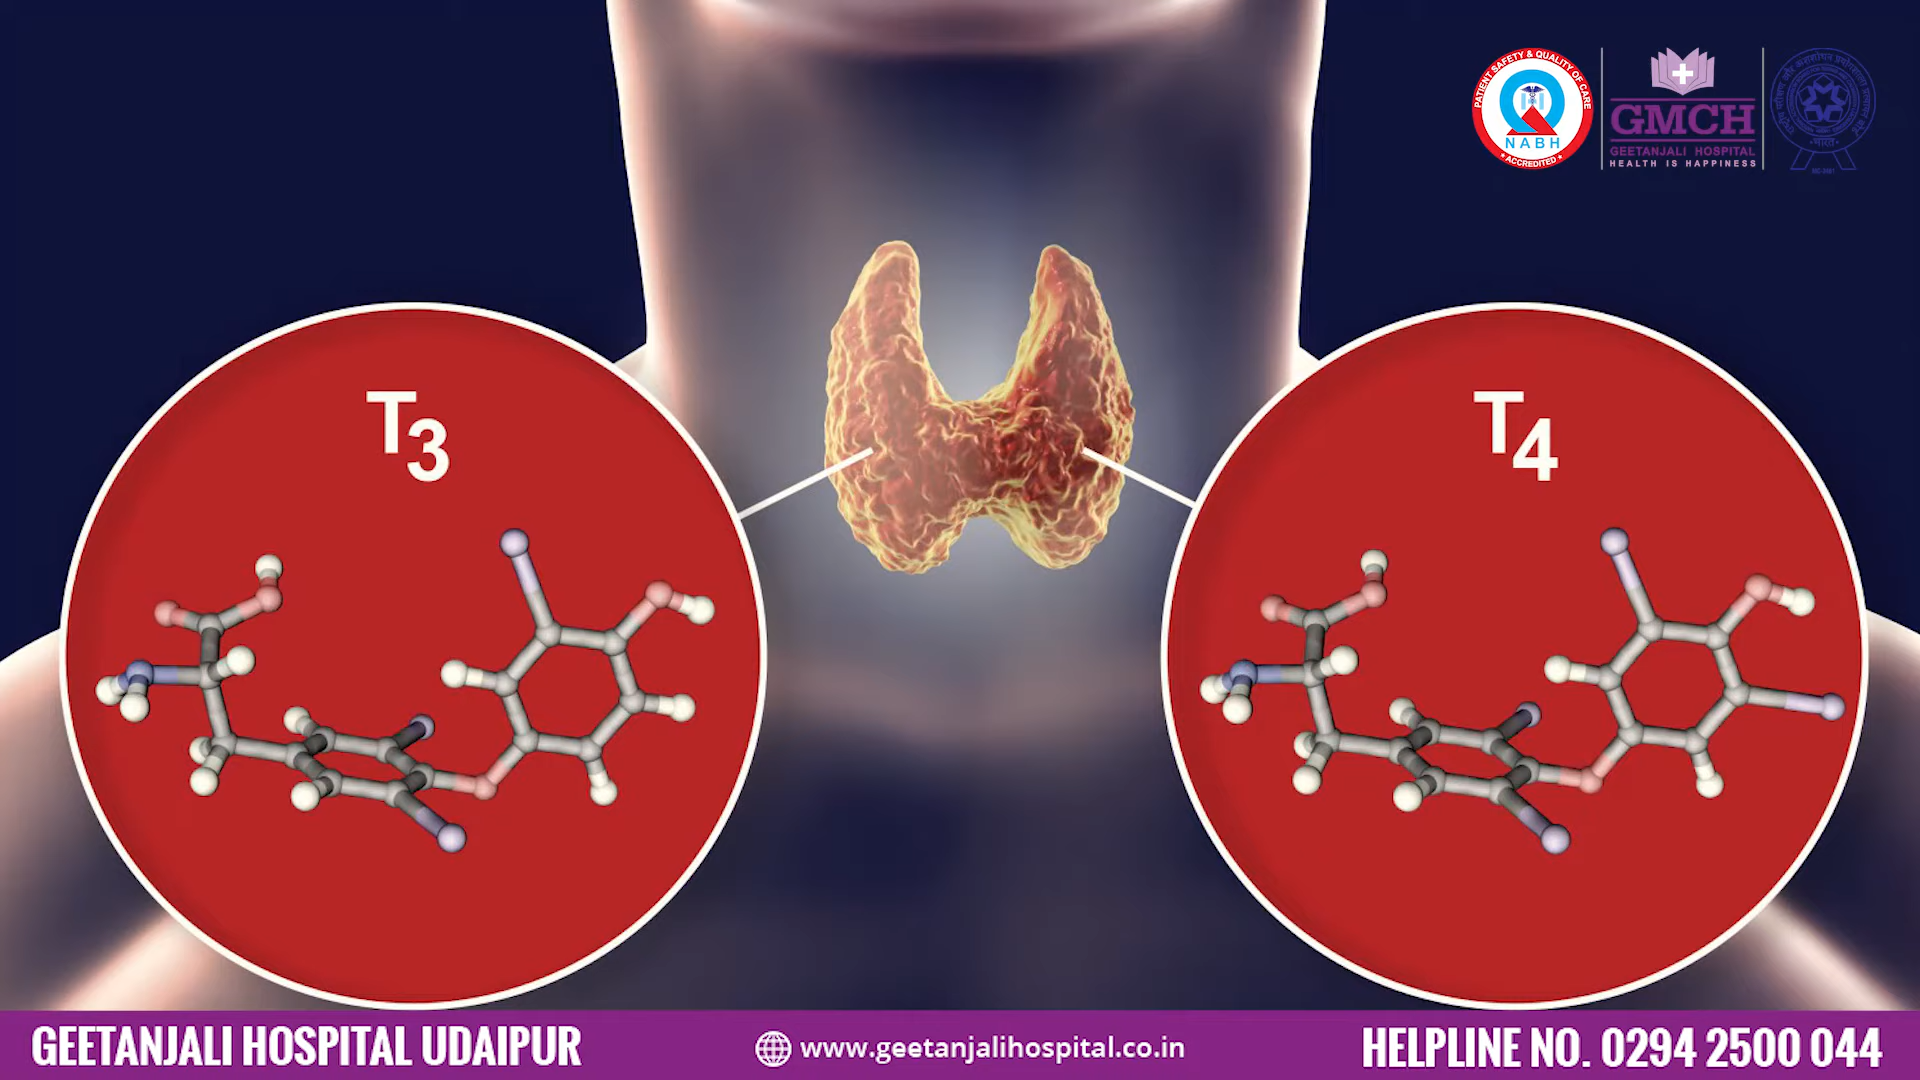 PATIENT SAFETY & QUALITY OF CARE
NABH
• ACCREDITED •
GMCH
GEETANJALI HOSPITAL
HEALTH IS HAPPINESS
T3
T4
GEETANJALI HOSPITAL UDAIPUR
www.geetanjalihospital.co.in
HELPLINE NO. 0294 2500 044